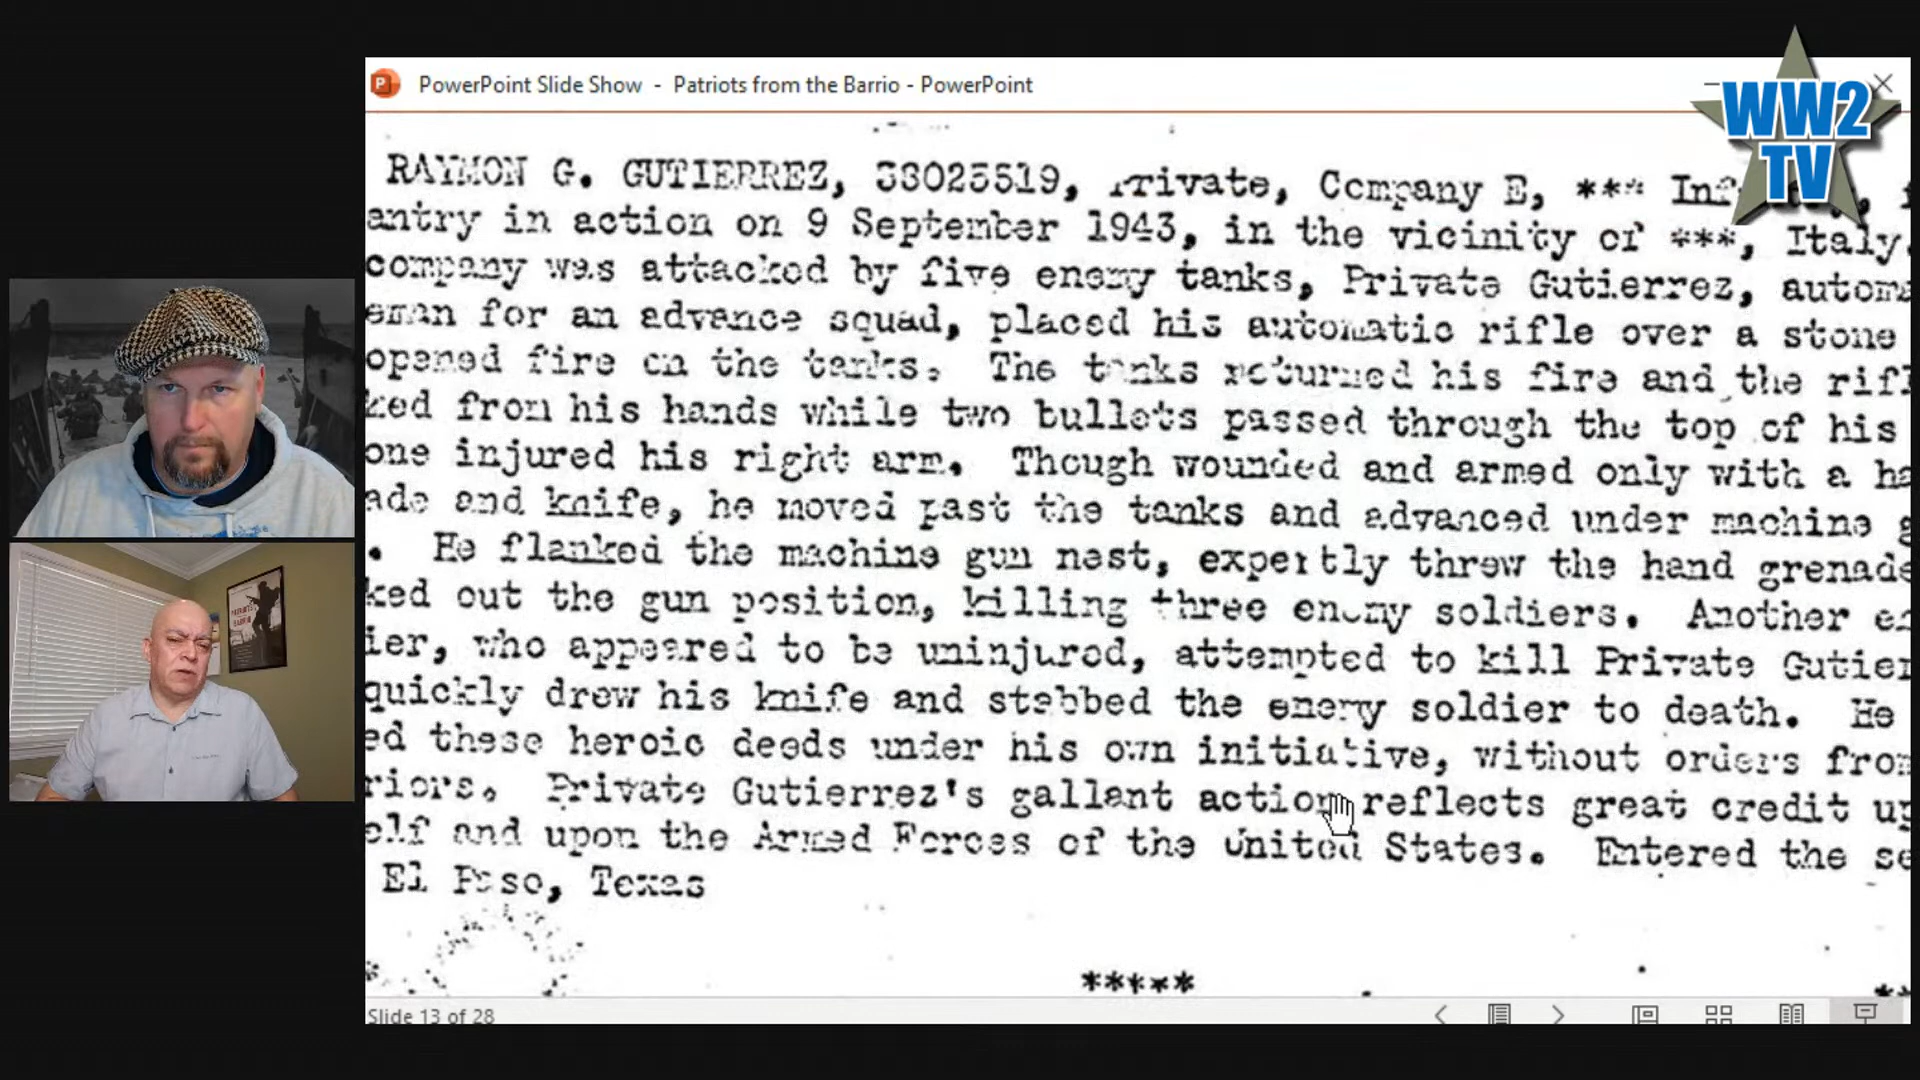 PowerPoint Slide Show - Patriots from the Barrio - PowerPoint
WW2
TV
RAYMON G. GUTIERREZ, 38025519, Private, Company E, ***
antry in action on 9 September 1943, in the vicinity of ***, Italy.
company was attacked by five enemy tanks, Private Gutierrez, automa
eman for an advance squad, placed his automatic rifle over a stone
opened fire on the tanks. The tanks returned his fire and the rifl
ked from his hands while two bullets passed through the top of his
one injured his right arm. Though wounded and armed only with a ha
ade and knife, he moved past the tanks and advanced under machine g
. He flanked the machine gun nest, expertly threw the hand grenade
ked out the gun position, killing three enemy soldiers. Another en
ier, who appeared to be uninjured, attempted to kill Private Gutier
quickly drew his knife and stabbed the enemy soldier to death. He
ed these heroic deeds under his own initiative, without orders from
riors. Private Gutierrez's gallant action reflects great credit up
elf and upon the Armed Forces of the United States. Entered the se
El Paso, Texas
*****
Slide 13 of 28